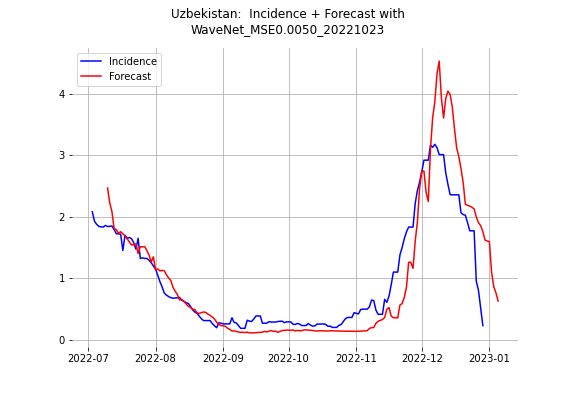 Uzbekistan:  Incidence + Forecast with
WaveNet_MSE0.0050_20221023
Incidence
Forecast
4
3
2
1
0
2022-07 2022-08 2022-09 2022-10 2022-11 2022-12 2023-01